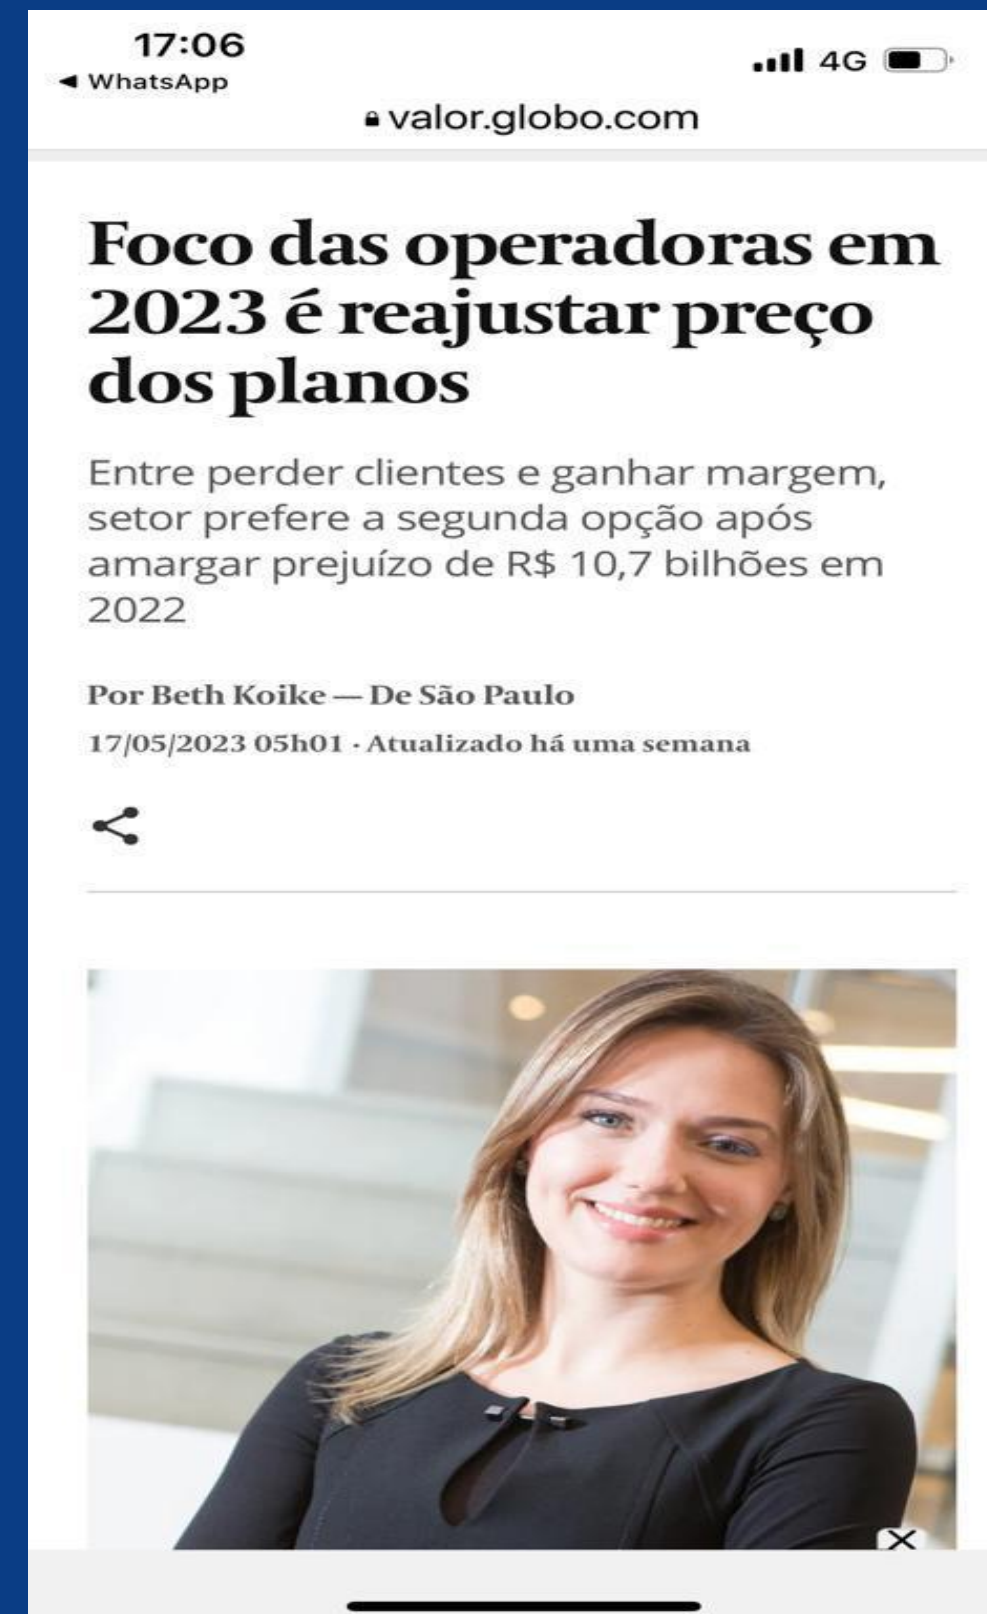 17:06
4G
◄ WhatsApp
valor.globo.com
Foco das operadoras em
2023 é reajustar preço
dos planos
Entre perder clientes e ganhar margem,
setor prefere a segunda opção após
amargar prejuízo de R$ 10,7 bilhões em
2022
Por Beth Koike — De São Paulo
17/05/2023 05h01 · Atualizado há uma semana